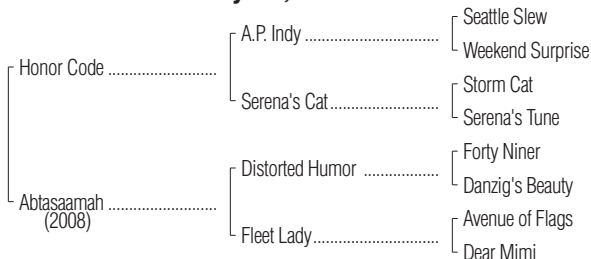 Seattle Slew
A.P. Indy ................................
Weekend Surprise
Honor Code ..........................
Storm Cat
Serena's Cat..........................
Serena's Tune
Forty Niner
Distorted Humor ..................
Danzig's Beauty
Abtasaamah ..........................
(2008)
Avenue of Flags
Fleet Lady..............................
Dear Mimi